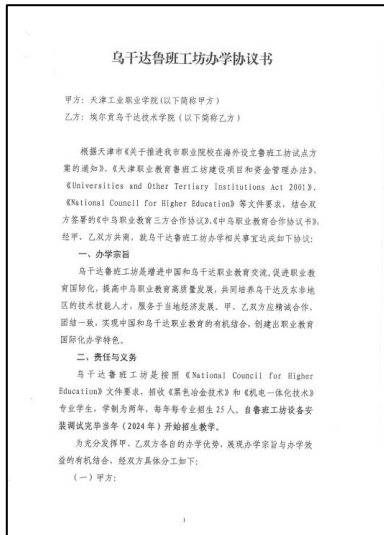 乌干达鲁班工坊办学协议书
甲方：天津工业职业学院(以下简称甲方)
乙方：埃尔贡乌干达技术学院（以下简称乙方）
根据天津市《关于推进我市职业院校在海外设立鲁班工坊试点方
案的通知》、《天津职业教育鲁班工坊建设项目和资金管理办法》、
《Universities and Other Tertiary Institutions Act 2001》、
《National Council for Higher Education》等文件要求，结合双
方签署的《中乌职业教育三方合作协议》、《中乌职业教育合作协议书》，
经甲、乙双方共商，就乌干达鲁班工坊办学相关事宜达成如下协议：
一、办学宗旨
乌干达鲁班工坊是增进中国和乌干达职业教育交流，促进职业教
育国际化，提高中乌职业教育高质量发展，共同培养乌干达及东非地
区的技术技能人才，服务于当地经济发展。甲、乙双方应精诚合作，
团结一致，实现中国和乌干达职业教育的有机结合，创建出职业教育
国际化办学特色。
二、责任与义务
乌干达鲁班工坊是按照《National Council for Higher
Education》文件要求，招收《黑色冶金技术》和《机电一体化技术》
专业学生，学制为两年，每年每专业招生25人。自鲁班工坊设备安
装调试完毕当年（2024年）开始招生教学。
为充分发挥甲、乙双方各自的办学优势，展现办学宗旨与办学效
益的有机结合，经双方具体分工如下：
（一）甲方：
1